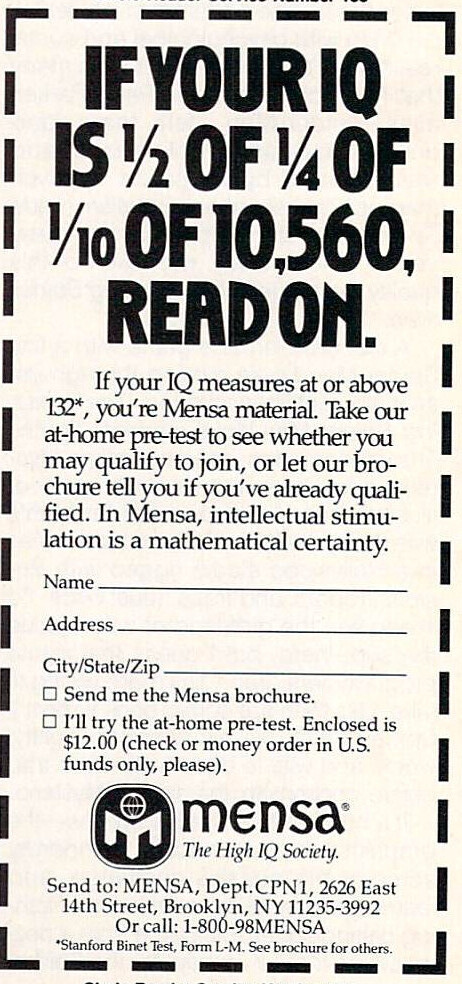 IF YOUR IQ
IS 1/2 OF 1/4 OF
1/10 OF 10,560,
READ ON.
If your IQ measures at or above
132*, you're Mensa material. Take our
at-home pre-test to see whether you
may qualify to join, or let our bro-
chure tell you if you've already quali-
fied. In Mensa, intellectual stimu-
lation is a mathematical certainty.
Name
Address
City/State/Zip
□ Send me the Mensa brochure.
□ I'll try the at-home pre-test. Enclosed is
$12.00 (check or money order in U.S.
funds only, please).
mensa®
The High IQ Society.
Send to: MENSA, Dept. CPN1, 2626 East
14th Street, Brooklyn, NY 11235-3992
Or call: 1-800-98MENSA
*Stanford Binet Test, Form L-M. See brochure for others.